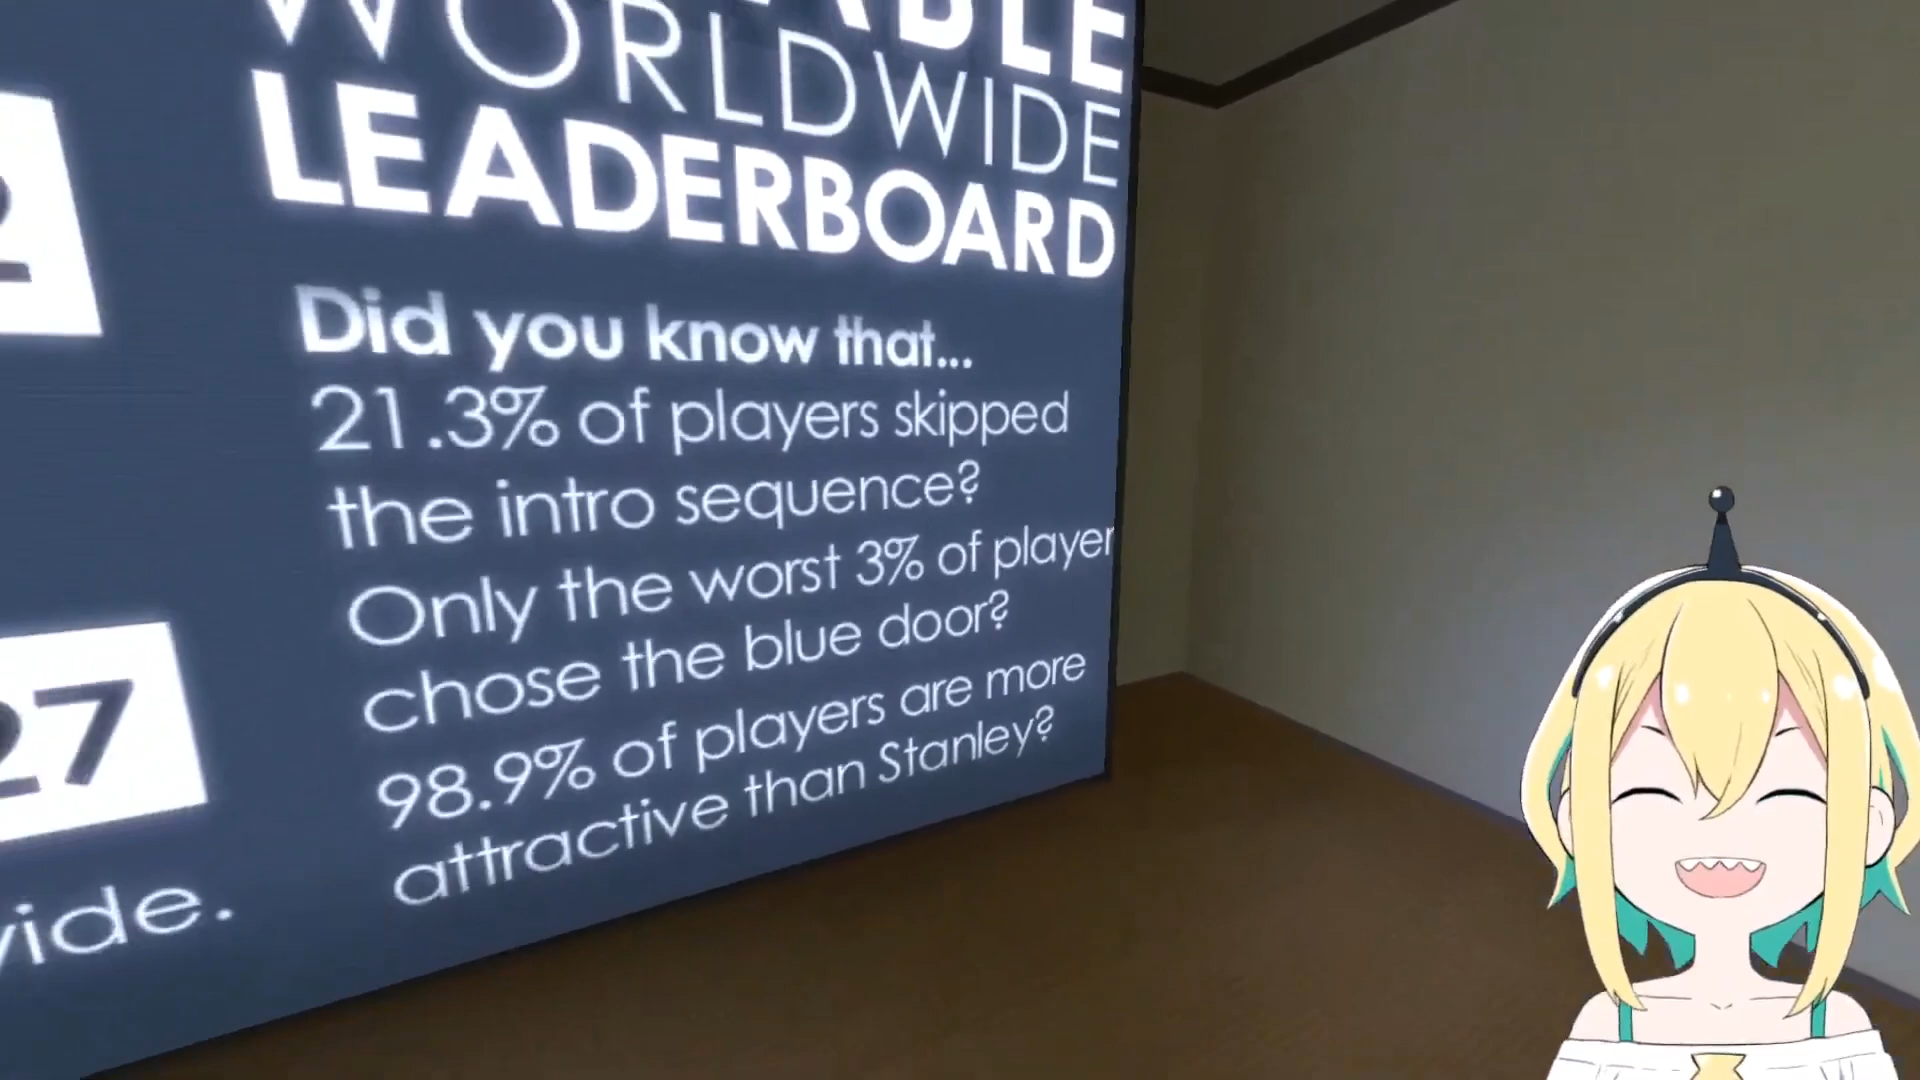 WORLDWIDE
LEADERBOARD
Did you know that...
21.3% of players skipped
the intro sequence?
Only the worst 3% of player
chose the blue door?
98.9% of players are more
attractive than Stanley?
27